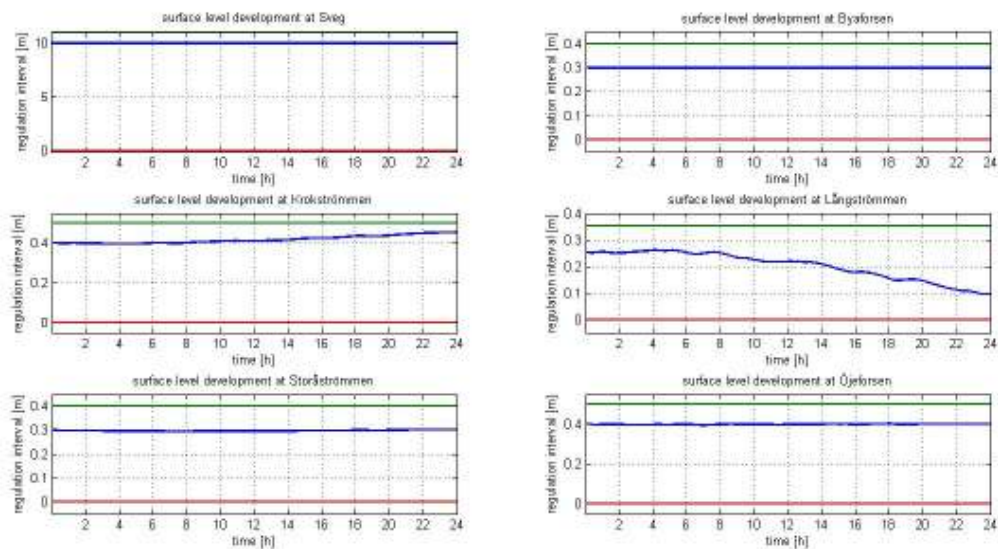 surface level development at Sveg
regulation interval [m]
10
5
0
2 4 6 8 10 12 14 16 18 20 22 24
time [h]
surface level development at Byaforsen
regulation interval [m]
0.4
0.3
0.2
0.1
0
2 4 6 8 10 12 14 16 18 20 22 24
time [h]
surface level development at Krokströmmen
regulation interval [m]
0.4
0.2
0
2 4 6 8 10 12 14 16 18 20 22 24
time [h]
surface level development at Långströmmen
regulation interval [m]
0.4
0.3
0.2
0.1
0
2 4 6 8 10 12 14 16 18 20 22 24
time [h]
surface level development at Storåströmmen
regulation interval [m]
0.4
0.3
0.2
0.1
0
2 4 6 8 10 12 14 16 18 20 22 24
time [h]
surface level development at Öjeforsen
regulation interval [m]
0.4
0.2
0
2 4 6 8 10 12 14 16 18 20 22 24
time [h]